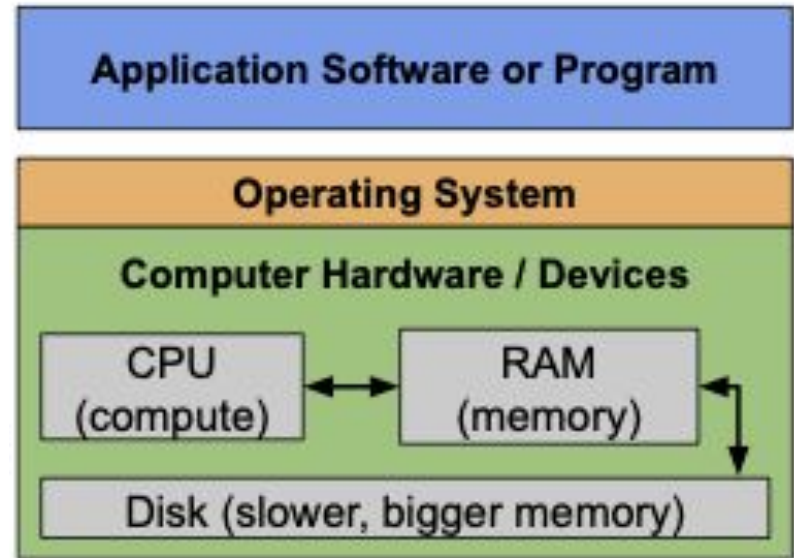 Application Software or Program
Operating System
Computer Hardware / Devices
CPU
(compute)
RAM
(memory)
Disk (slower, bigger memory)